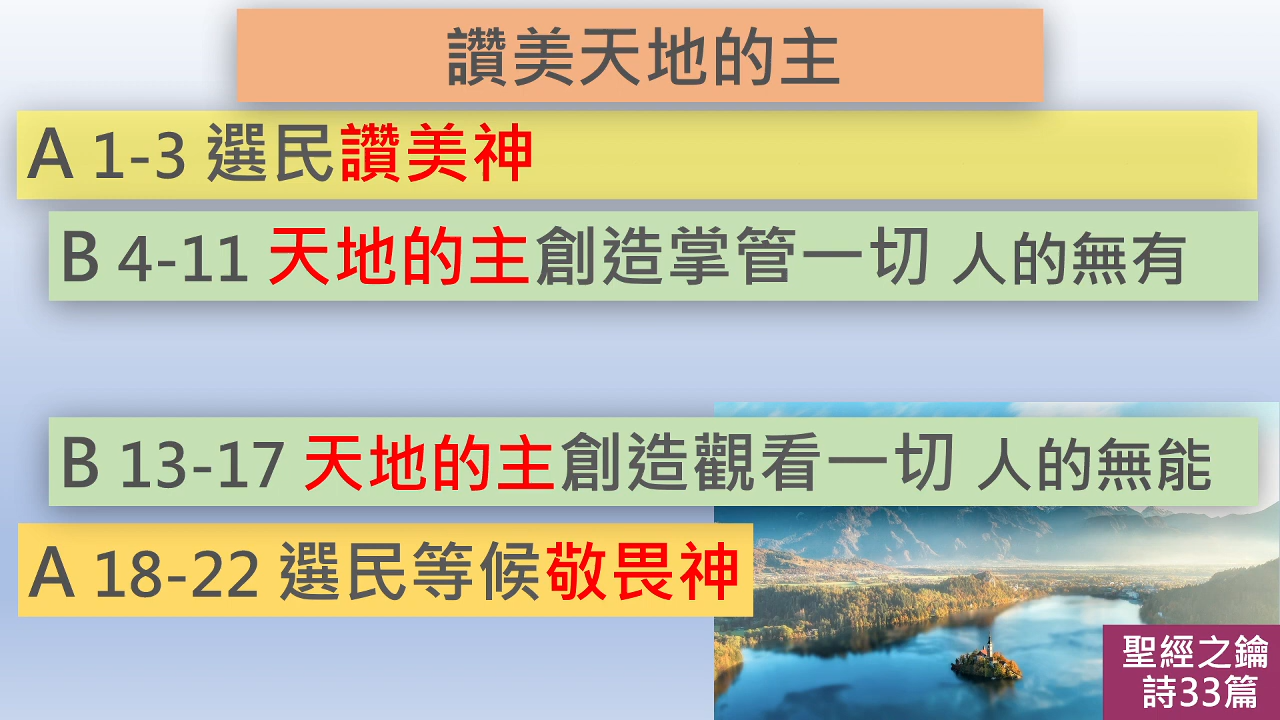 讚美天地的主
A 1-3 選民讚美神
B 4-11 天地的主創造掌管一切 人的無有
B 13-17 天地的主創造觀看一切 人的無能
A 18-22 選民等候敬畏神
聖經之鑰
詩33篇